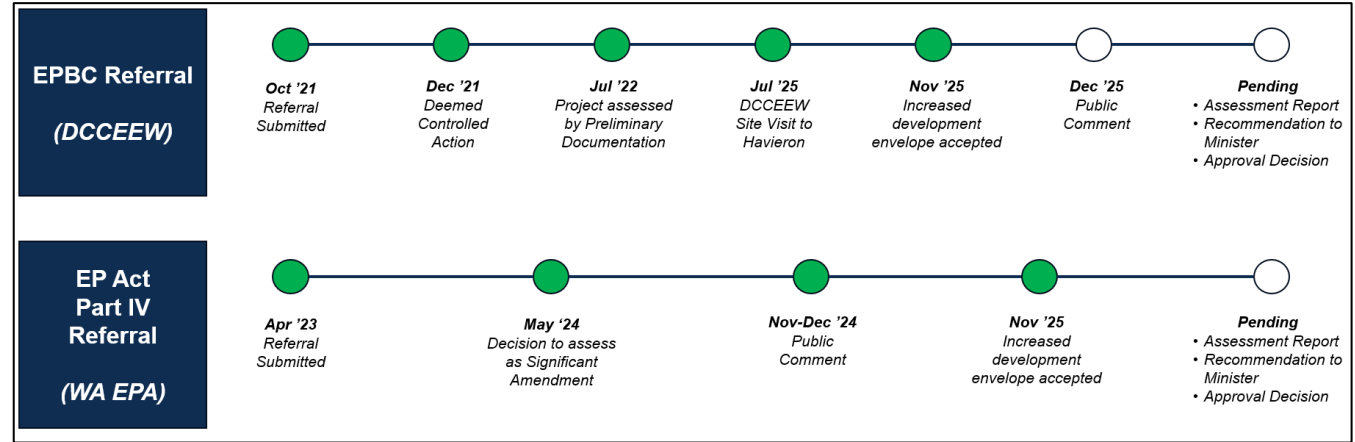 EPBC Referral
(DCCEEW)
Oct '21
Referral
Submitted
Dec '21
Deemed
Controlled
Action
Jul '22
Project assessed
by Preliminary
Documentation
Jul '25
DCCEEW
Site Visit to
Havieron
Nov '25
Increased
development
envelope accepted
Dec '25
Public
Comment
Pending
• Assessment Report
• Recommendation to
Minister
• Approval Decision
EP Act
Part IV
Referral
(WA EPA)
Apr '23
Referral
Submitted
May '24
Decision to assess
as Significant
Amendment
Nov-Dec '24
Public
Comment
Nov '25
Increased
development
envelope accepted
Pending
• Assessment Report
• Recommendation to
Minister
• Approval Decision